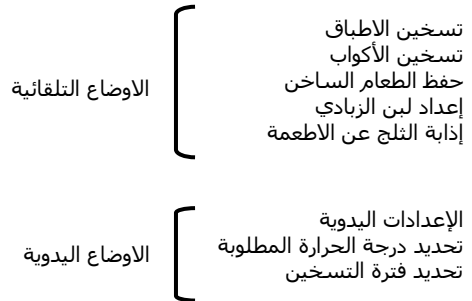 تسخين الاطباق
تسخين الأكواب
حفظ الطعام الساخن
إعداد لبن الزبادي
إذابة الثلج عن الاطعمة
الاوضاع التلقائية
الإعدادات اليدوية
تحديد درجة الحرارة المطلوبة
تحديد فترة التسخين
الاوضاع اليدوية